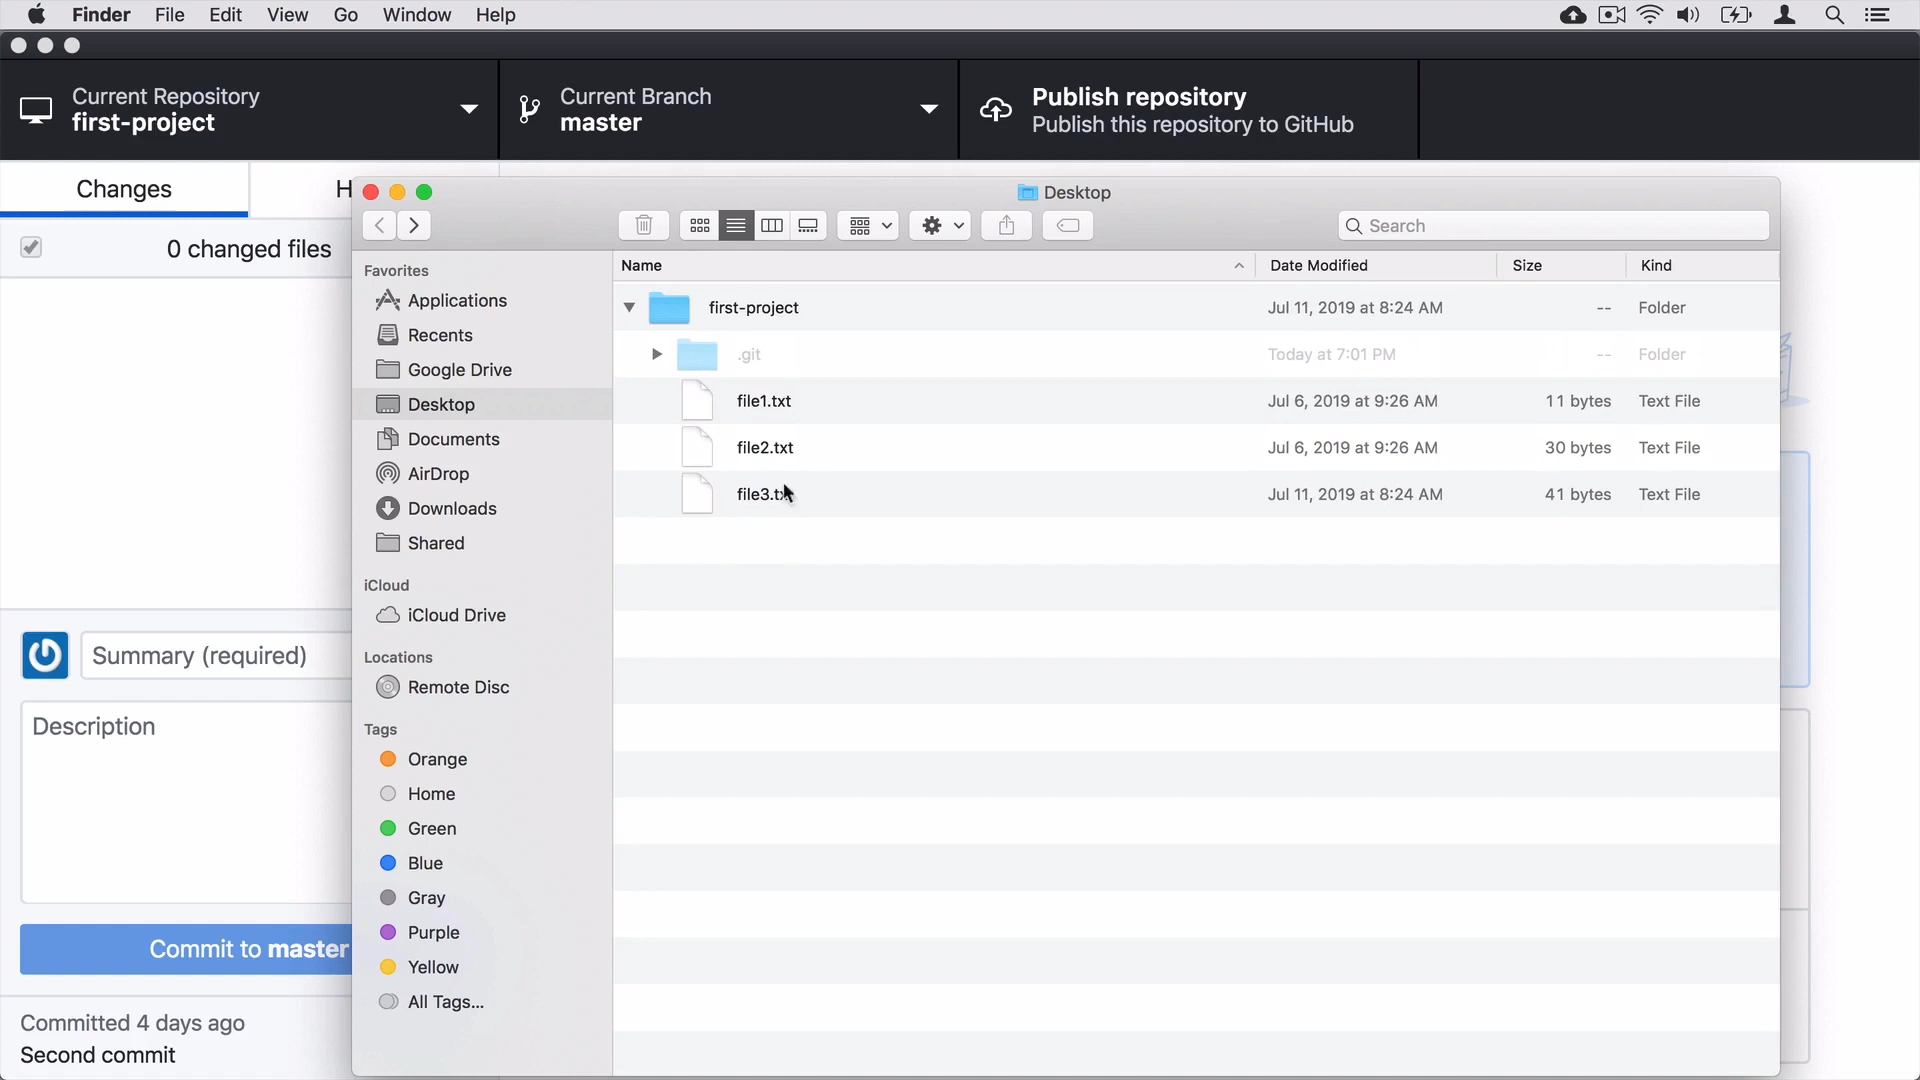 Finder File Edit View Go Window Help
Current Repository
first-project
Current Branch
master
Publish repository
Publish this repository to GitHub
Changes
H
0 changed files
Summary (required)
Description
Commit to master
Committed 4 days ago
Second commit
Desktop
Search
Favorites
Applications
Recents
Google Drive
Desktop
Documents
AirDrop
Downloads
Shared
iCloud
iCloud Drive
Locations
Remote Disc
Tags
Orange
Home
Green
Blue
Gray
Purple
Yellow
All Tags...
Name Date Modified Size Kind
first-project Jul 11, 2019 at 8:24 AM -- Folder
.git Today at 7:01 PM -- Folder
file1.txt Jul 6, 2019 at 9:26 AM 11 bytes Text File
file2.txt Jul 6, 2019 at 9:26 AM 30 bytes Text File
file3.txt Jul 11, 2019 at 8:24 AM 41 bytes Text File